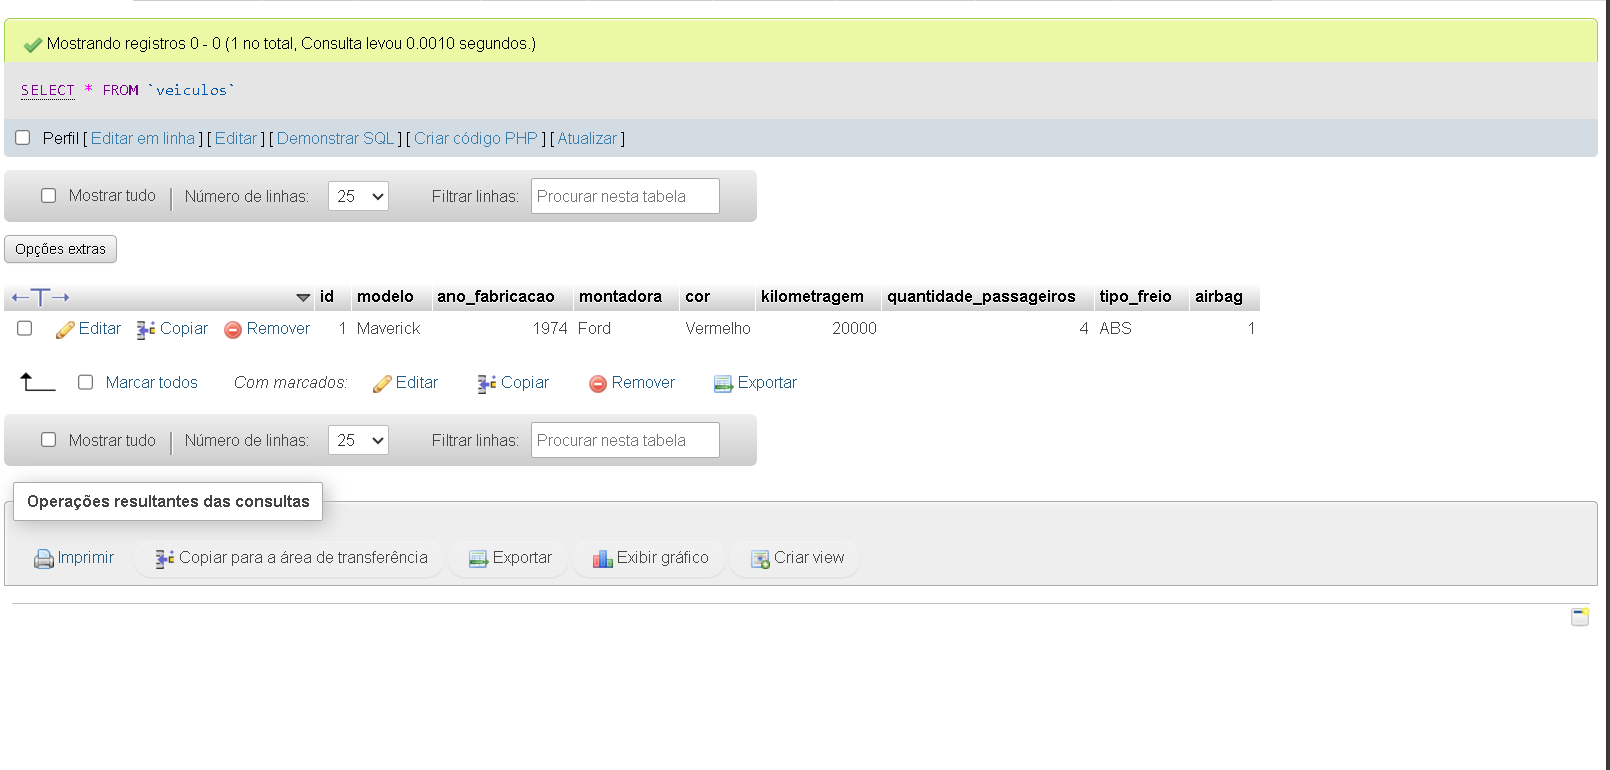 Mostrando registros 0 - 0 (1 no total, Consulta levou 0.0010 segundos.)
SELECT * FROM `veiculos`
Perfil [ Editar em linha ] [ Editar ] [ Demonstrar SQL ] [ Criar código PHP ] [ Atualizar ]
Mostrar tudo | Número de linhas: 25 Filtrar linhas: Procurar nesta tabela
Opções extras
←T→ id modelo ano_fabricacao montadora cor kilometragem quantidade_passageiros tipo_freio airbag
Editar Copiar Remover 1 Maverick 1974 Ford Vermelho 20000 4 ABS 1
Marcar todos Com marcados: Editar Copiar Remover Exportar
Mostrar tudo | Número de linhas: 25 Filtrar linhas: Procurar nesta tabela
Operações resultantes das consultas
Imprimir Copiar para a área de transferência Exportar Exibir gráfico Criar view